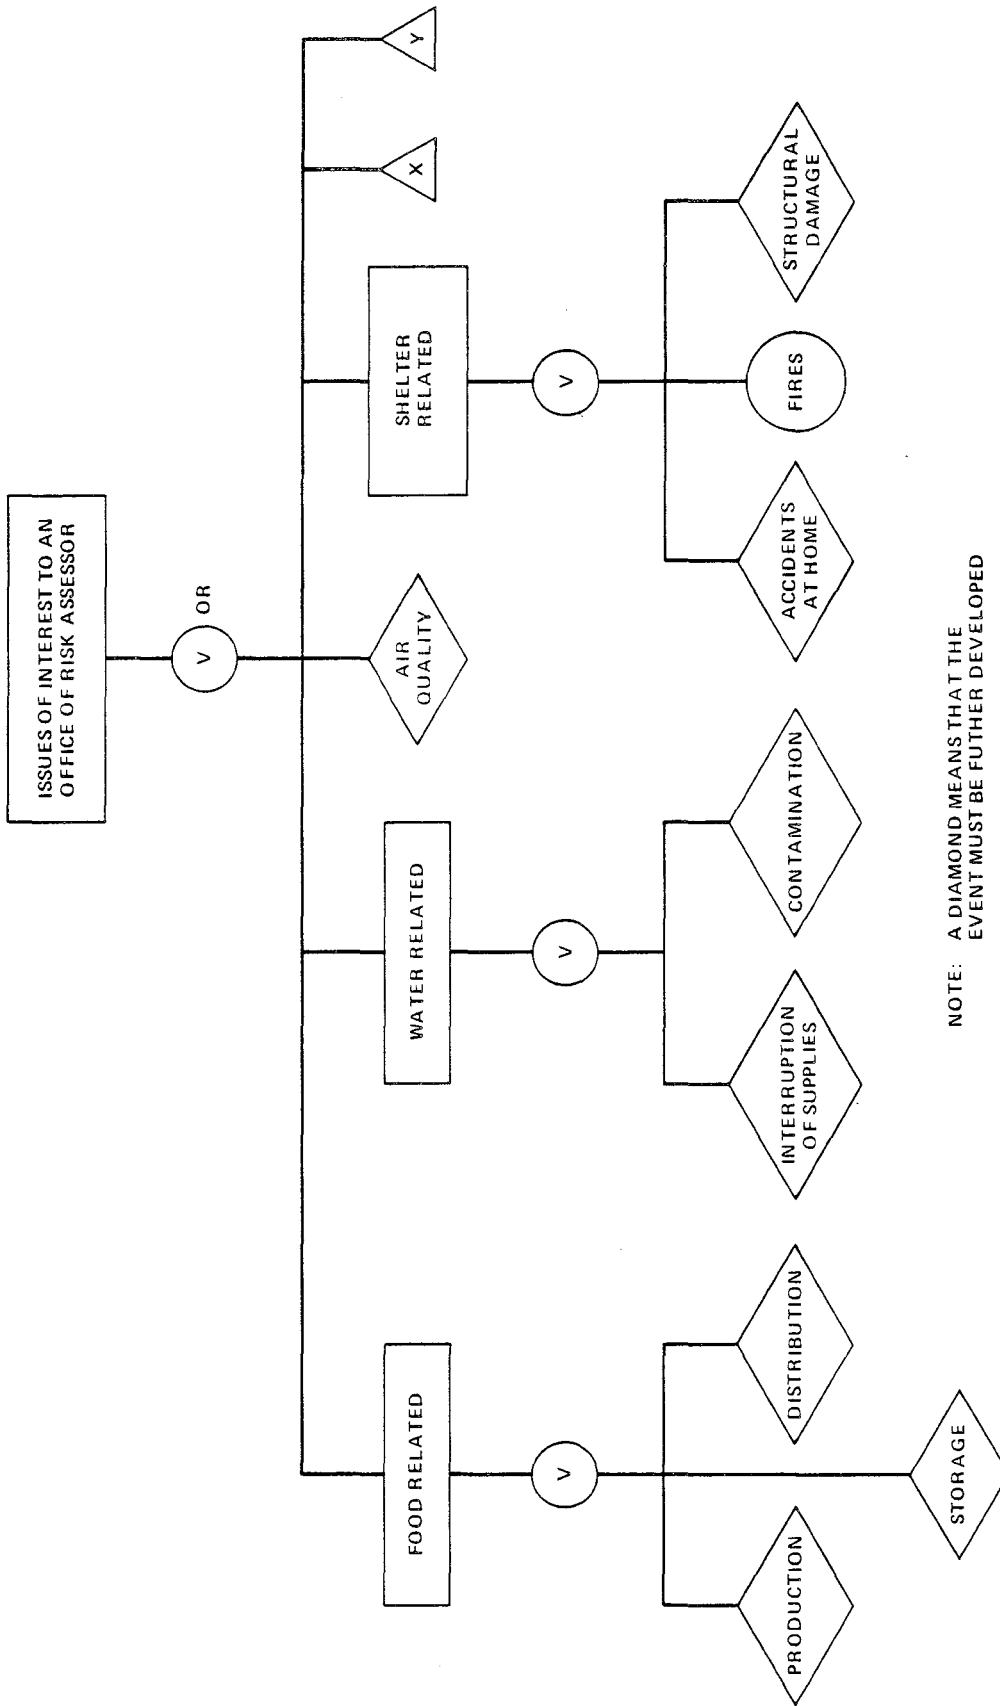 ISSUES OF INTEREST TO AN
OFFICE OF RISK ASSESSOR
V
OR
FOOD RELATED
WATER RELATED
AIR
QUALITY
SHELTER
RELATED
X
Y
V
V
V
PRODUCTION
STORAGE
DISTRIBUTION
INTERRUPTION
OF SUPPLIES
CONTAMINATION
ACCIDENTS
AT HOME
FIRES
STRUCTURAL
DAMAGE
NOTE: A DIAMOND MEANS THAT THE
EVENT MUST BE FUTHER DEVELOPED